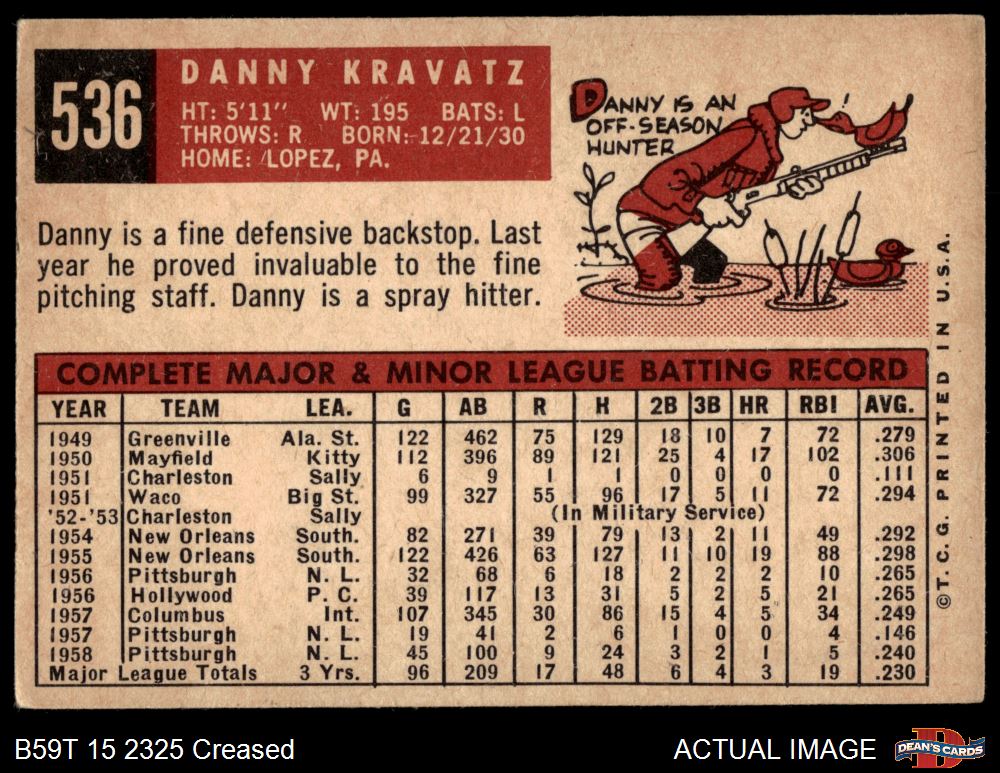 536
DANNY KRAVATZ
HT: 5'11" WT: 195 BATS: L
THROWS: R BORN: 12/21/30
HOME: LOPEZ, PA.
DANNY IS AN
OFF-SEASON
HUNTER
!
Danny is a fine defensive backstop. Last
year he proved invaluable to the fine
pitching staff. Danny is a spray hitter.
COMPLETE MAJOR & MINOR LEAGUE BATTING RECORD
YEAR TEAM LEA. G AB R H 2B 3B HR RBI AVG.
1949 Greenville Ala. St. 122 462 75 129 18 10 7 72 .279
1950 Mayfield Kitty 112 396 89 121 25 4 17 102 .306
1951 Charleston Sally 6 9 1 1 0 0 0 0 .111
1951 Waco Big St. 99 327 55 96 17 5 11 72 .294
'52-'53 Charleston Sally (In Military Service)
1954 New Orleans South. 82 271 39 79 13 2 11 49 .292
1955 New Orleans South. 122 426 63 127 11 10 19 88 .298
1956 Pittsburgh N. L. 32 68 6 18 2 2 2 10 .265
1956 Hollywood P. C. 39 117 13 31 5 2 5 21 .265
1957 Columbus Int. 107 345 30 86 15 4 5 34 .249
1957 Pittsburgh N. L. 19 41 2 6 1 0 0 4 .146
1958 Pittsburgh N. L. 45 100 9 24 3 2 1 5 .240
Major League Totals 3 Yrs. 96 209 17 48 6 4 3 19 .230
©T. C. G. PRINTED IN U.S.A.
B59T 15 2325 Creased
ACTUAL IMAGE
DEAN'S CARDS